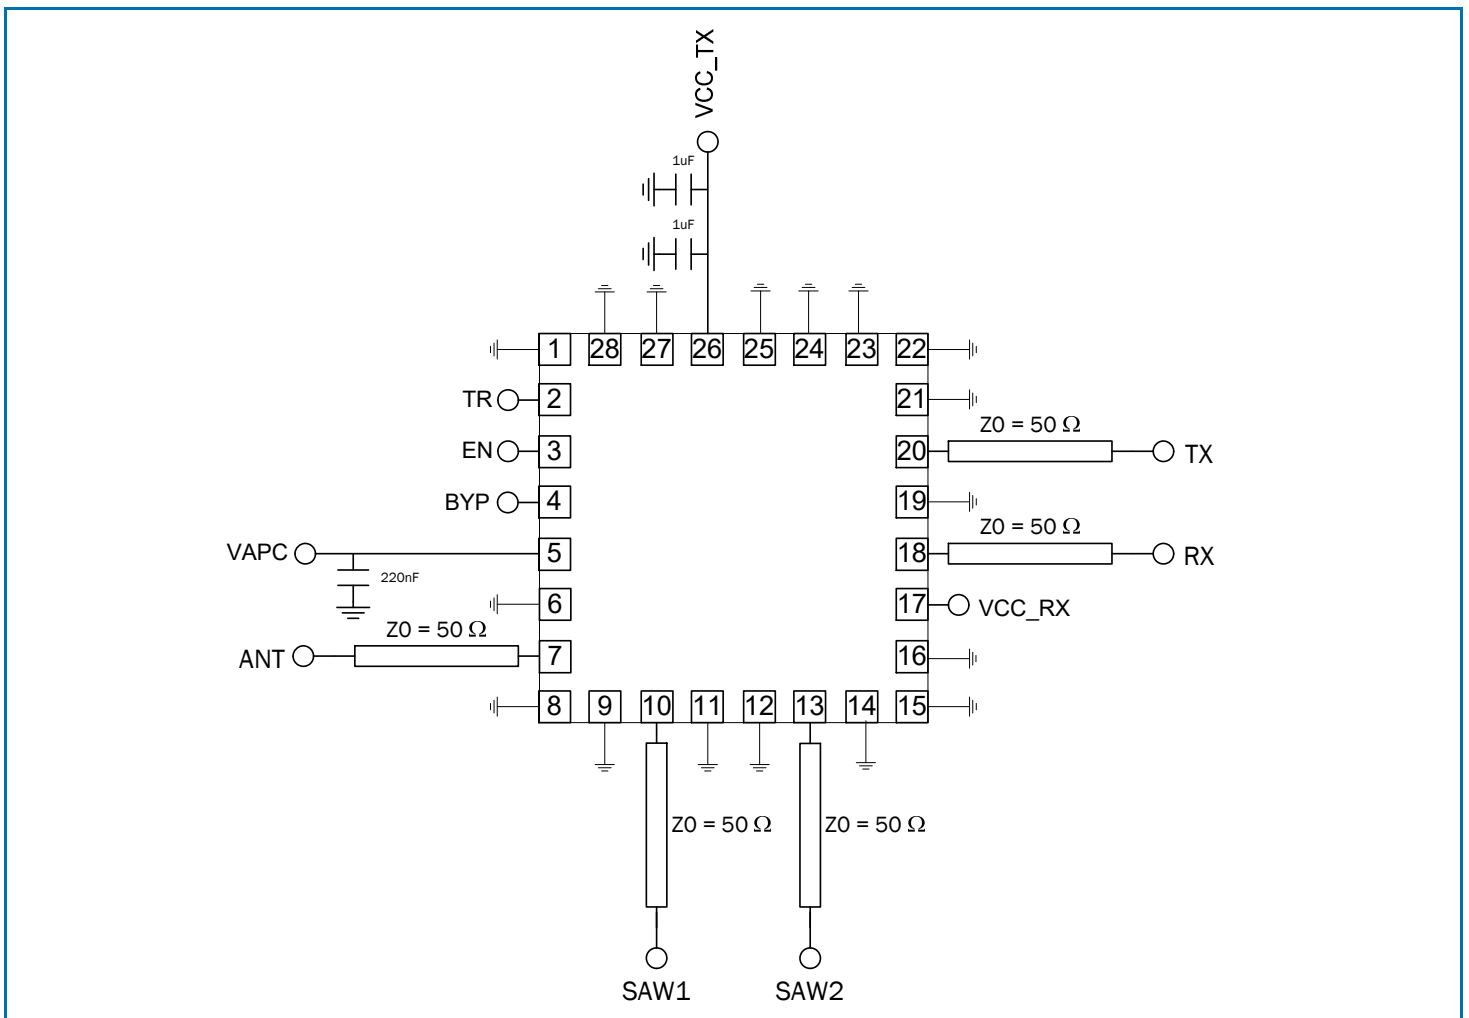 VCC_TX
1uF
1uF
1
28
27
26
25
24
23
22
TR
2
21
Z0 = 50 Ω
EN
3
20
TX
BYP
4
19
Z0 = 50 Ω
VAPC
5
18
RX
220nF
6
17
VCC_RX
Z0 = 50 Ω
ANT
7
16
8
9
10
11
12
13
14
15
Z0 = 50 Ω
Z0 = 50 Ω
SAW1
SAW2